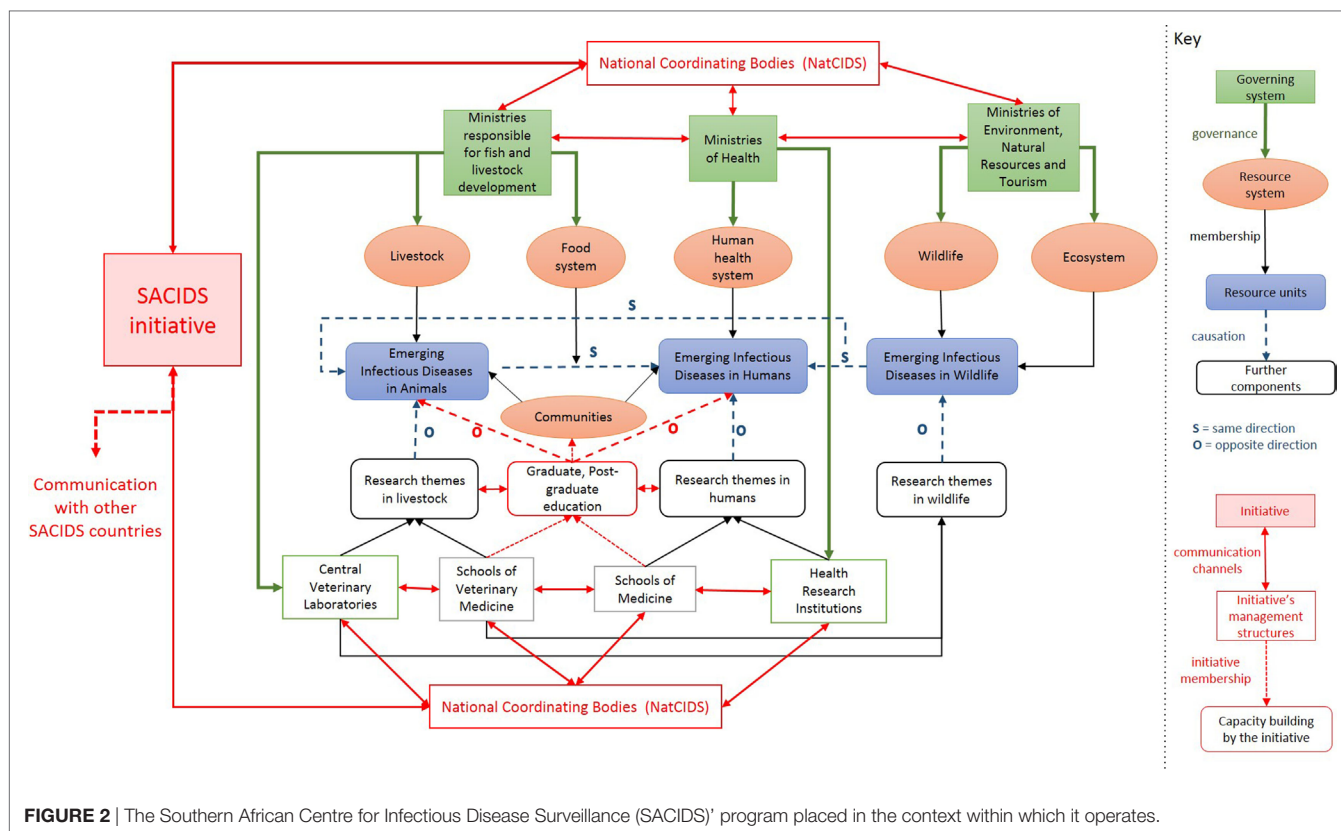 National Coordinating Bodies (NatCIDS)
Ministries
responsible
for fish and
livestock
development
Ministries
of Health
Ministries of
Environment,
Natural
Resources and
Tourism
Livestock
Food
system
Human
health
system
Wildlife
Ecosystem
SACIDS
initiative
S
Emerging
Infectious Diseases
in Animals
S
Emerging Infectious
Diseases in Humans
S
Emerging Infectious
Diseases in Wildlife
Communities
O
O
O
O
O
Communication
with other
SACIDS countries
Research themes
in livestock
Graduate, Post-
graduate
education
Research themes in
humans
Research themes
in wildlife
Central
Veterinary
Laboratories
Schools of
Veterinary
Medicine
Schools of
Medicine
Health
Research
Institutions
National Coordinating Bodies (NatCIDS)
Key
Governing
system
governance
Resource
system
membership
Resource units
causation
Further
components
S = same direction
O = opposite direction
Initiative
communication
channels
Initiative's
management
structures
initiative
membership
Capacity building
by the initiative
FIGURE 2 | The Southern African Centre for Infectious Disease Surveillance (SACIDS)' program placed in the context within which it operates.